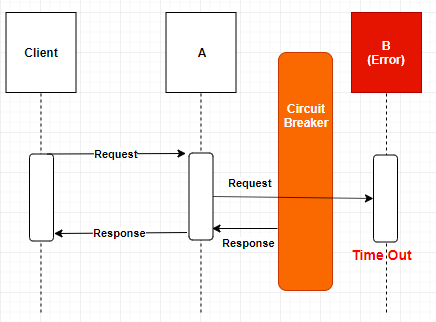 Client
A
B
(Error)
Circuit
Breaker
Request
Request
Response
Response
Time Out